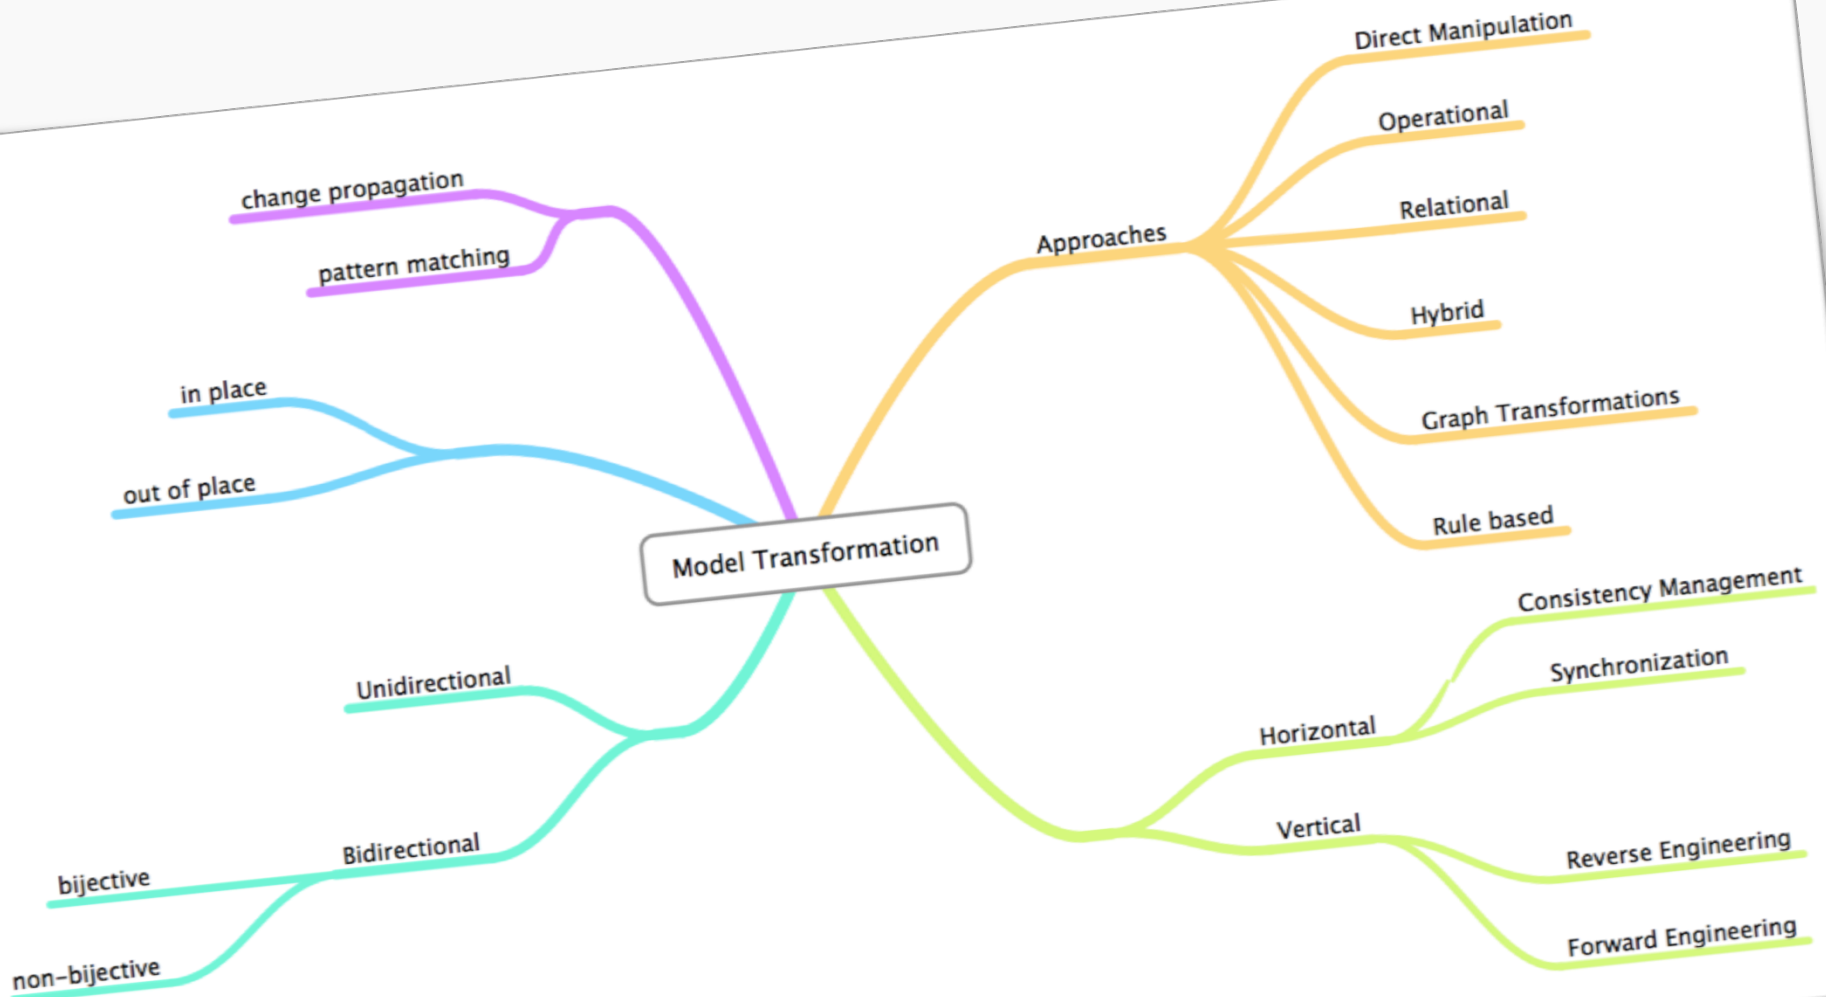 Direct Manipulation
Operational
Relational
Approaches
Hybrid
Graph Transformations
Rule based
change propagation
pattern matching
in place
out of place
Model Transformation
Unidirectional
Bidirectional
bijective
non-bijective
Consistency Management
Synchronization
Horizontal
Vertical
Reverse Engineering
Forward Engineering